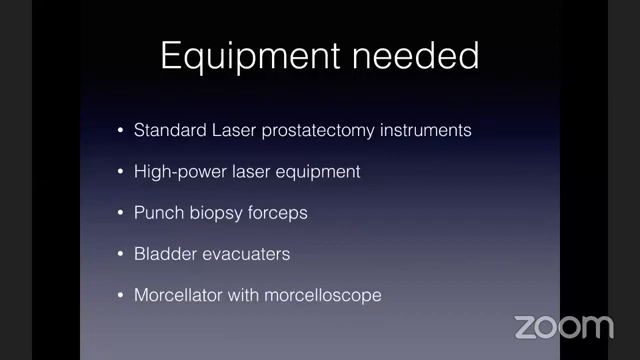 Equipment needed
• Standard Laser prostatectomy instruments
• High-power laser equipment
• Punch biopsy forceps
• Bladder evacuaters
• Morcellator with morcelloscope
zoom